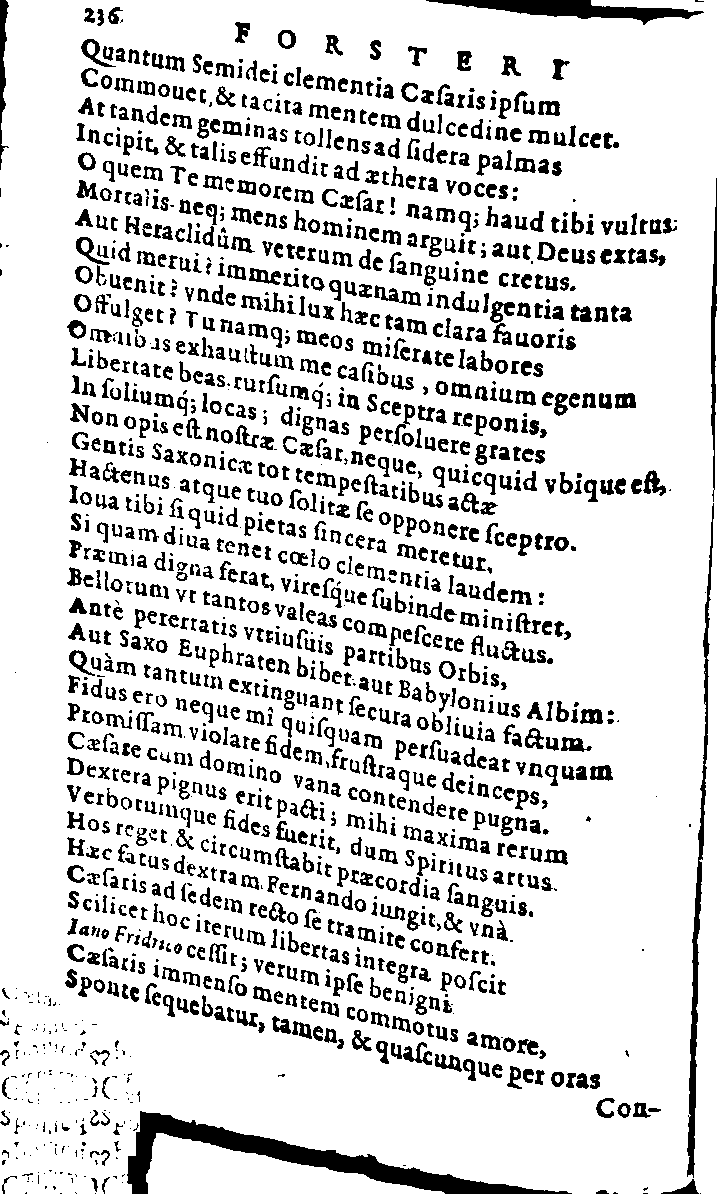 236.
FORSTERI
Quantum Semidei clementia Cæſaris ipſum
Commouet, & tacita mentem dulcedine mulcet.
At tandem geminas tollens ad ſidera palmas
Incipit, & talis effundit ad æthera voces:
O quem Te memorem Cæſar! namq; haud tibi vultus
Mortalis neq; mens hominem arguit; aut Deus extas,
Aut Heraclidûm veterum de ſanguine cretus.
Quid merui? immerito quænam indulgentia tanta
Obuenit? vnde mihi lux hæc tam clara fauoris
Offulget? Tu namq; meos miſerate labores
Omnibus exhauſtum me caſibus, omnium egenum
Libertate beas. rurſumq́; in Sceptra reponis,
In ſoliumq́; locas; dignas perſoluere grates
Non opis eſt noſtræ Cæſar, neque, quicquid vbique eſt,
Gentis Saxonicæ tot tempeſtatibus actæ
Hactenus atque tuo ſolitæ ſe opponere ſceptro.
Ioua tibi ſi quid pietas ſincera meretur,
Si quam diua tenet cœlo clementia laudem:
Præmia digna ferat, vireſq́ue ſubinde miniſtret,
Bellorum vt tantos valeas compeſcere fluctus.
Antè pererratis vtriuſuis partibus Orbis,
Aut Saxo Euphraten bibet aut Babylonius Albim:
Quàm tantum extinguant ſecura obliuia factum.
Fidus ero neque mî quiſquam perſuadeat vnquam
Promiſſam violare fidem, fruſtraque deinceps,
Cæſare cum domino vana contendere pugna.
Dextera pignus erit pacti; mihi maxima rerum
Verborumque fides fuerit, dum Spiritus artus
Hos reget & circumſtabit præcordia ſanguis.
Hæc fatus dextram Fernando iungit, & vnà
Cæſaris ad ſedem recto ſe tramite confert.
Scilicet hoc iterum libertas integra poſcit
Iano Fridrico ceſſit; verum ipſe benigni
Cæſaris immenſo mentem commotus amore,
Sponte ſequebatur, tamen, & quaſcunque per oras
Con-